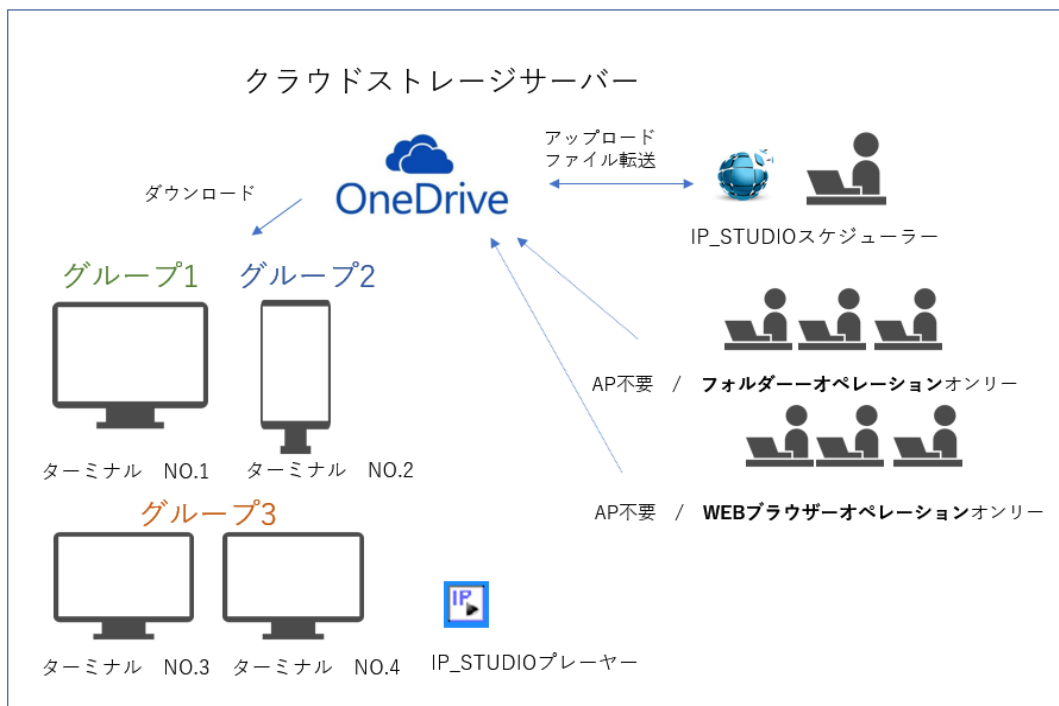 クラウドストレージサーバー
OneDrive
アップロード
ファイル転送
ダウンロード
IP_STUDIOスケジューラー
グループ1
グループ2
AP不要 / フォルダーーオペレーションオンリー
ターミナル NO.1
ターミナル NO.2
AP不要 / WEBブラウザーオペレーションオンリー
グループ3
IP
ターミナル NO.3
ターミナル NO.4
IP_STUDIOプレーヤー